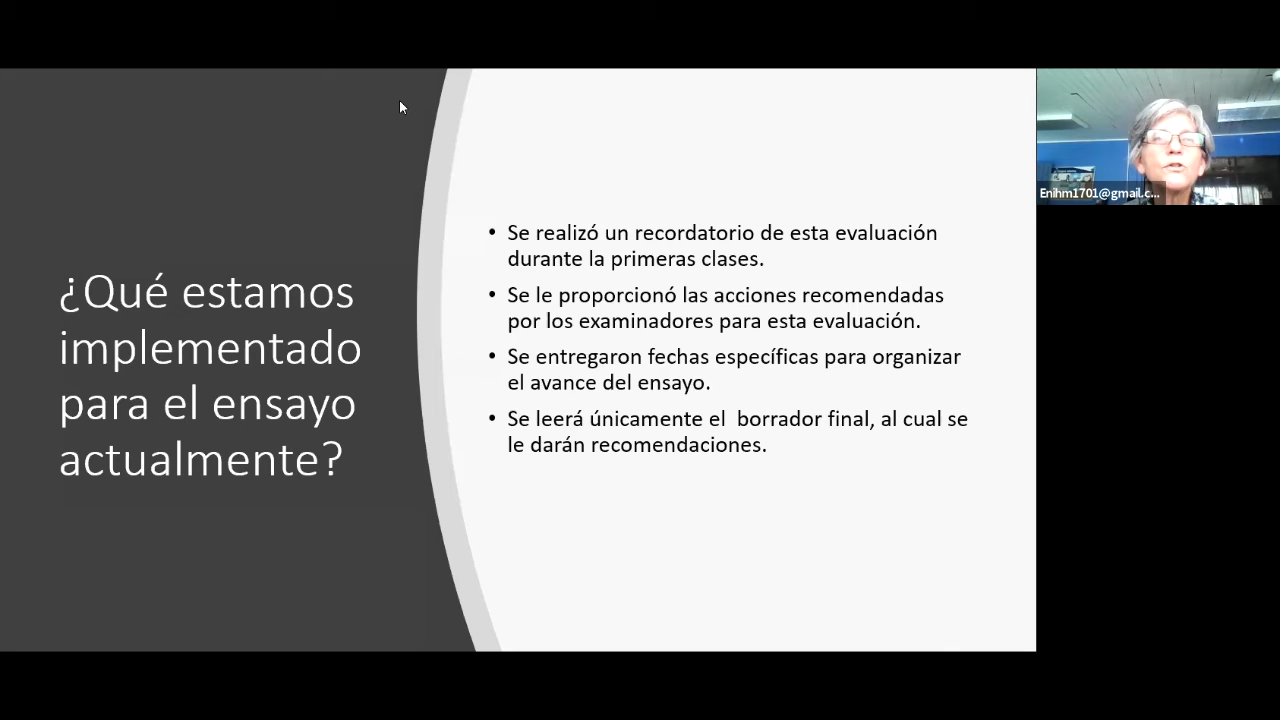 ¿Qué estamos
implementado
para el ensayo
actualmente?
• Se realizó un recordatorio de esta evaluación
durante la primeras clases.
• Se le proporcionó las acciones recomendadas
por los examinadores para esta evaluación.
• Se entregaron fechas específicas para organizar
el avance del ensayo.
• Se leerá únicamente el  borrador final, al cual se
le darán recomendaciones.
Enihm1701@gmail.c...